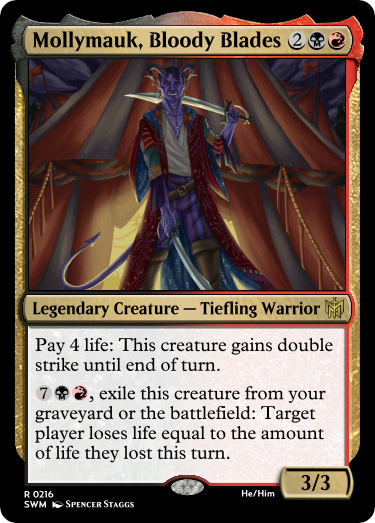 Mollymauk, Bloody Blades 2
Legendary Creature — Tiefling Warrior
Pay 4 life: This creature gains double
strike until end of turn.
7, exile this creature from your
graveyard or the battlefield: Target
player loses life equal to the amount
of life they lost this turn.
3/3
R 0216
He/Him
SWM Spencer Staggs